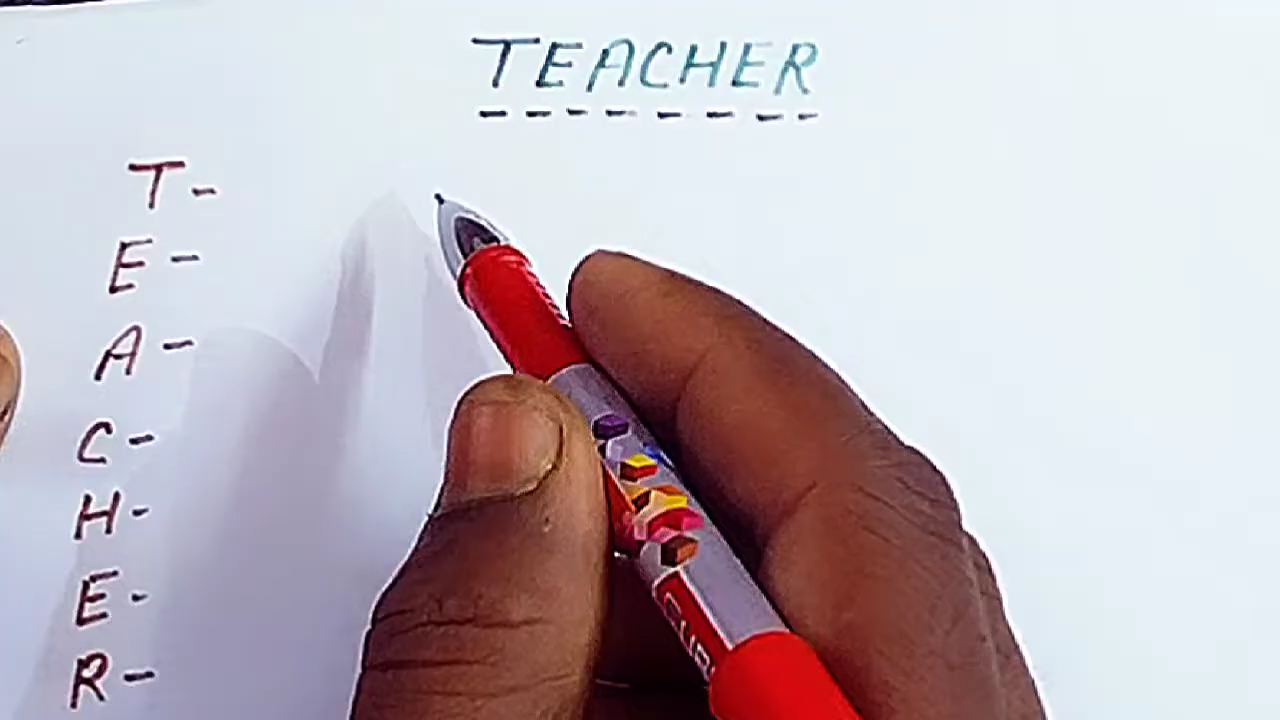 TEACHER
T-
E-
A-
C-
H-
E-
R-